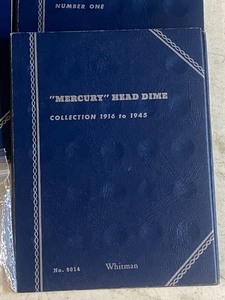 NUMBER ONE
"MERCURY" HEAD DIME
COLLECTION 1916 to 1945
No. 9014
Whitman